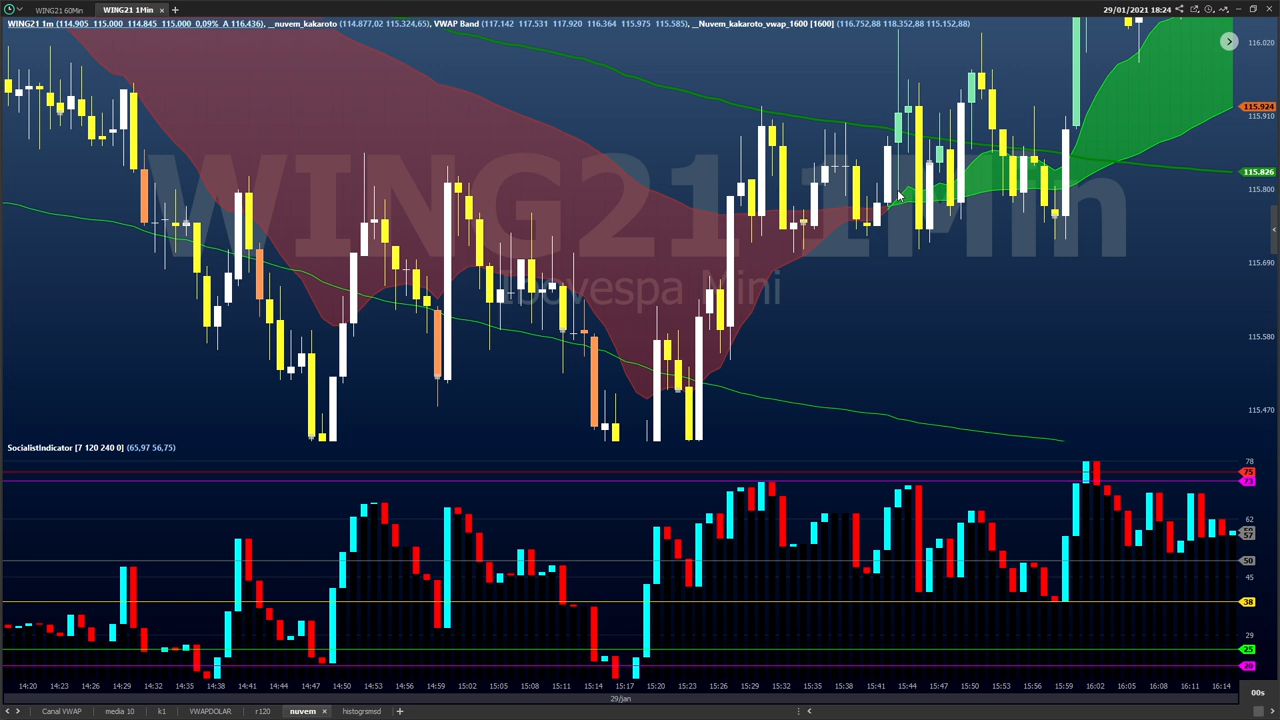 WING21 60Min
WING21 1Min × +
29/01/2021 18:24
WING21 1m (114.905 115.000 114.845 115.000 0,09% A 116.436), __nuvem_kakaroto (114.877,02 115.324,65), VWAP Band (117.142 117.531 117.920 116.364 115.975 115.585), __Nuvem_kakaroto_vwap_1600 [1600] (116.752,88 118.352,88 115.152,88)
WING21 1Min
Ibovespa Mini
116.020
115.924
115.910
115.826
115.800
115.690
115.580
115.470
SocialistIndicator [7 120 240 0] (65,97 56,75)
78
75
73
62
57
50
45
38
29
25
20
14:20 14:23 14:26 14:29 14:32 14:35 14:38 14:41 14:44 14:47 14:50 14:53 14:56 14:59 15:02 15:05 15:08 15:11 15:14 15:17 15:20 15:23 15:26 15:29 15:32 15:35 15:38 15:41 15:44 15:47 15:50 15:53 15:56 15:59 16:02 16:05 16:08 16:11 16:14
00s
29/jan
Canal VWAP media 10 k1 VWAPDOLAR r120 nuvem × histogrsmsd +